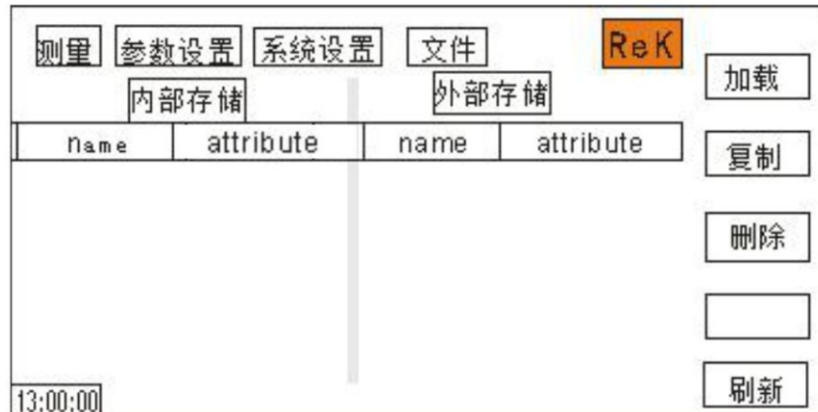 测量 参数设置 系统设置 文件 ReK
内部存储 外部存储
name attribute name attribute
加载
复制
删除
刷新
13:00:00